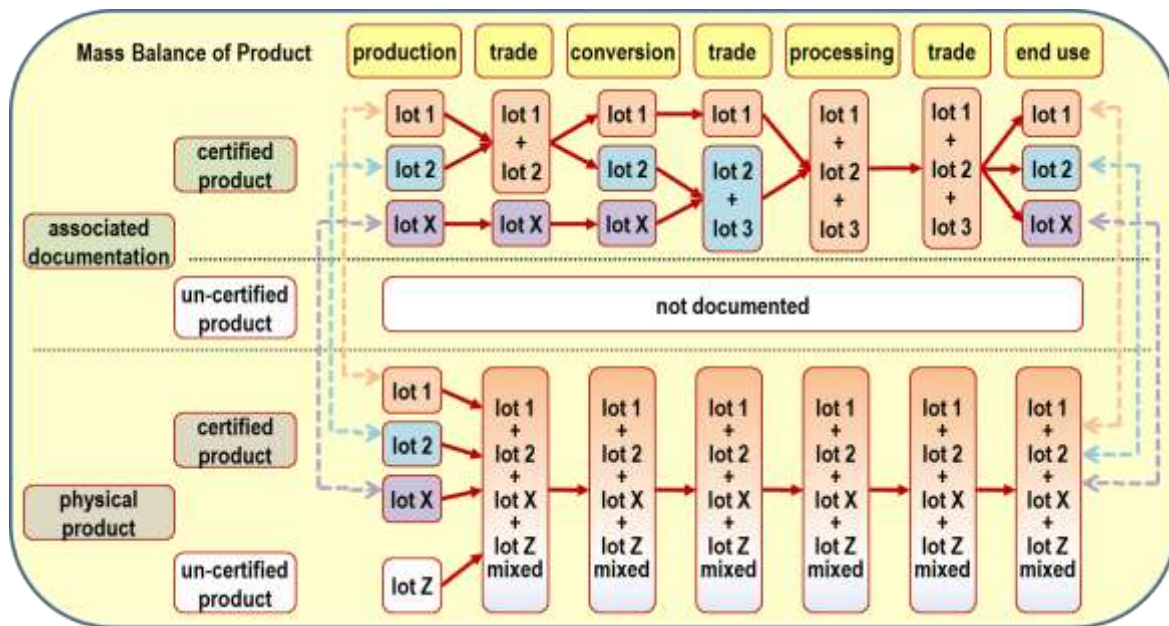 Mass Balance of Product
production
trade
conversion
trade
processing
trade
end use
associated
documentation
certified
product
lot 1
lot 2
lot X
lot 1
+
lot 2
lot X
lot 1
lot 2
lot X
lot 1
lot 2
+
lot 3
lot 1
+
lot 2
+
lot 3
lot 1
+
lot 2
+
lot 3
lot 1
lot 2
lot X
un-certified
product
not documented
physical
product
certified
product
un-certified
product
lot 1
lot 2
lot X
lot Z
lot 1
+
lot 2
+
lot X
+
lot Z
mixed
lot 1
+
lot 2
+
lot X
+
lot Z
mixed
lot 1
+
lot 2
+
lot X
+
lot Z
mixed
lot 1
+
lot 2
+
lot X
+
lot Z
mixed
lot 1
+
lot 2
+
lot X
+
lot Z
mixed
lot 1
+
lot 2
+
lot X
+
lot Z
mixed